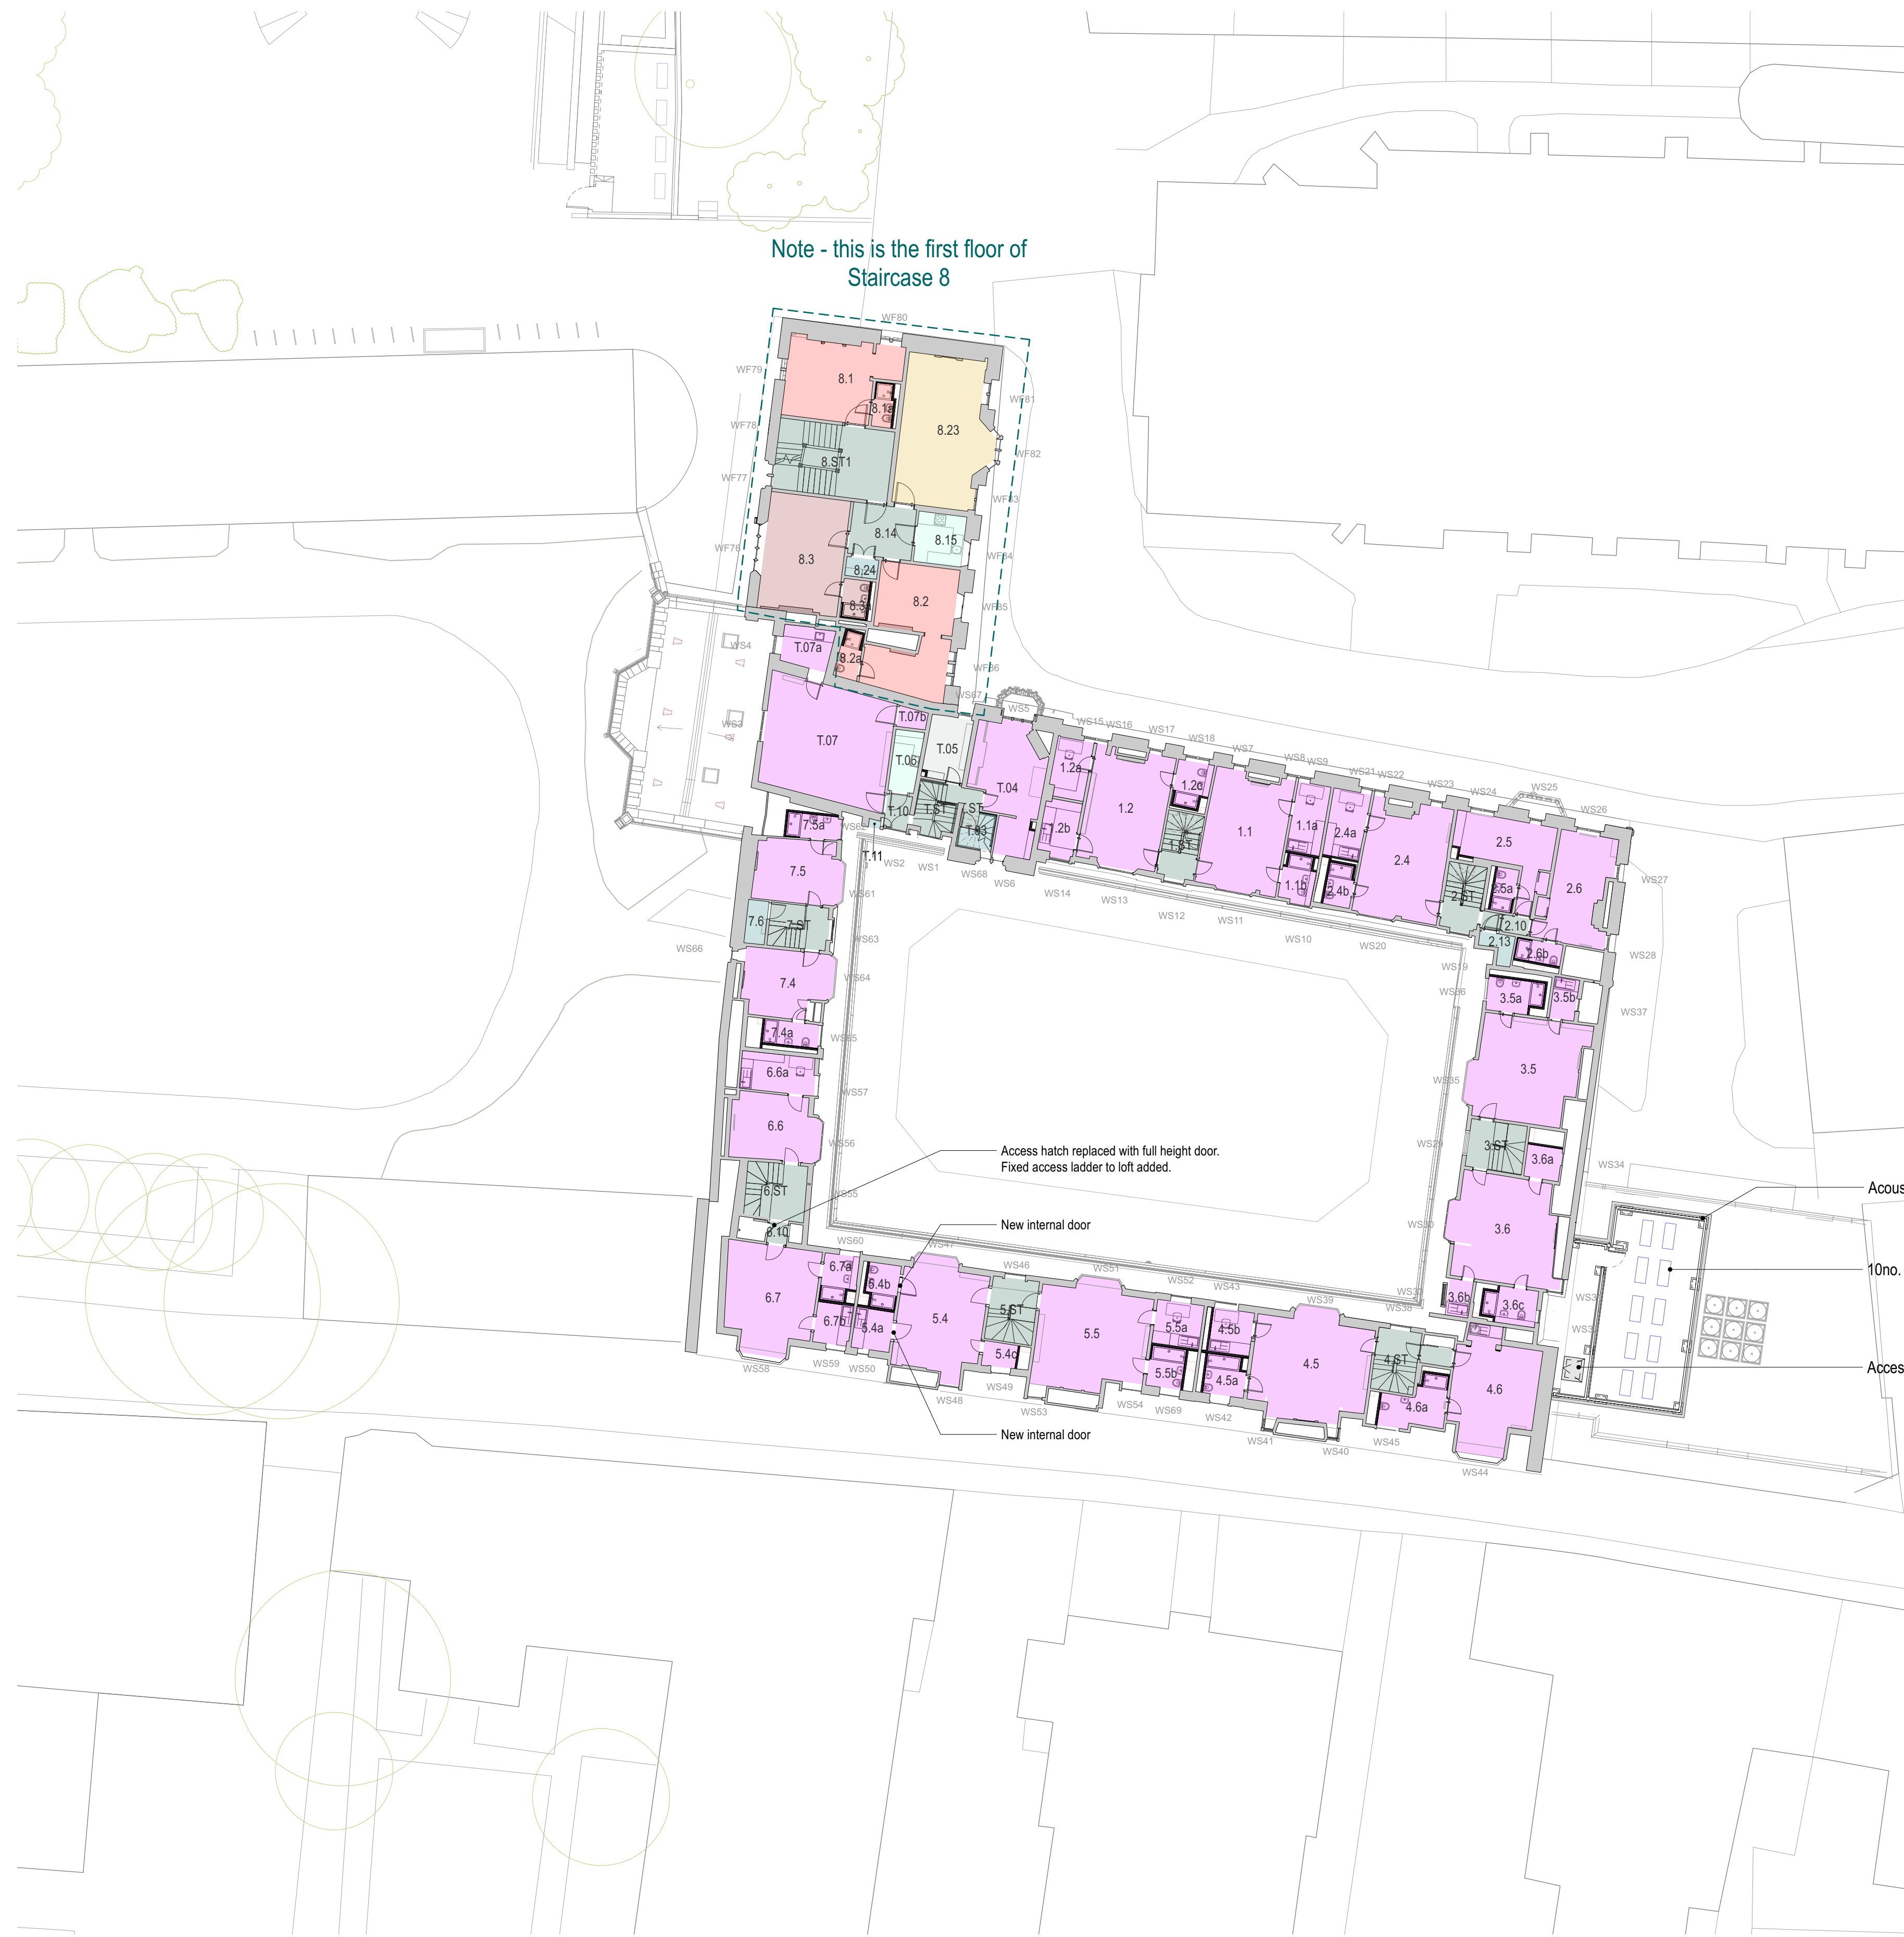 Note - this is the first floor of
Staircase 8
WF80
WF79
8.1
8.1a
WF81
WF78
8.23
WF82
8.ST1
WF77
WF83
8.14
8.15
WF76
8.3
8.24
WF84
8.2
WF85
T.07a
8.2a
WS4
WF86
WS67
WS5
WS3
T.07
T.07b
T.05
T.06
T.04
T.10
T.ST
T.03
T.11
WS15
WS16
WS17
WS18
WS7
WS8
WS9
WS21
WS22
WS23
WS24
WS25
WS26
1.2a
1.2
1.2c
1.2b
1.ST
1.1
1.1a
1.1b
2.4a
2.4b
2.4
2.5
2.6
2.ST
2.10
2.13
2.6b
WS27
WS28
WS62
WS2
WS1
WS68
WS6
WS14
WS13
WS12
WS11
WS10
WS20
WS19
WS36
WS37
7.5a
7.5
WS61
7.6
7.ST
WS63
WS66
7.4
WS64
7.4a
WS65
6.6a
WS57
6.6
WS56
6.ST
WS55
6.10
3.5a
3.5b
3.5
WS35
3.ST
WS29
3.6a
WS34
3.6
WS30
WS33
3.6b
3.6c
Access hatch replaced with full height door.
Fixed access ladder to loft added.
New internal door
Acous
10no.
Acces
WS60
WS47
WS46
WS51
WS52
WS43
WS39
WS38
6.7a
6.7
6.7b
5.4b
5.4a
5.4
5.ST
5.4c
5.5
5.5a
5.5b
4.5b
4.5a
4.5
4.ST
4.6a
4.6
WS58
WS59
WS50
WS48
WS49
WS53
WS54
WS69
WS42
WS41
WS40
WS45
WS44
New internal door